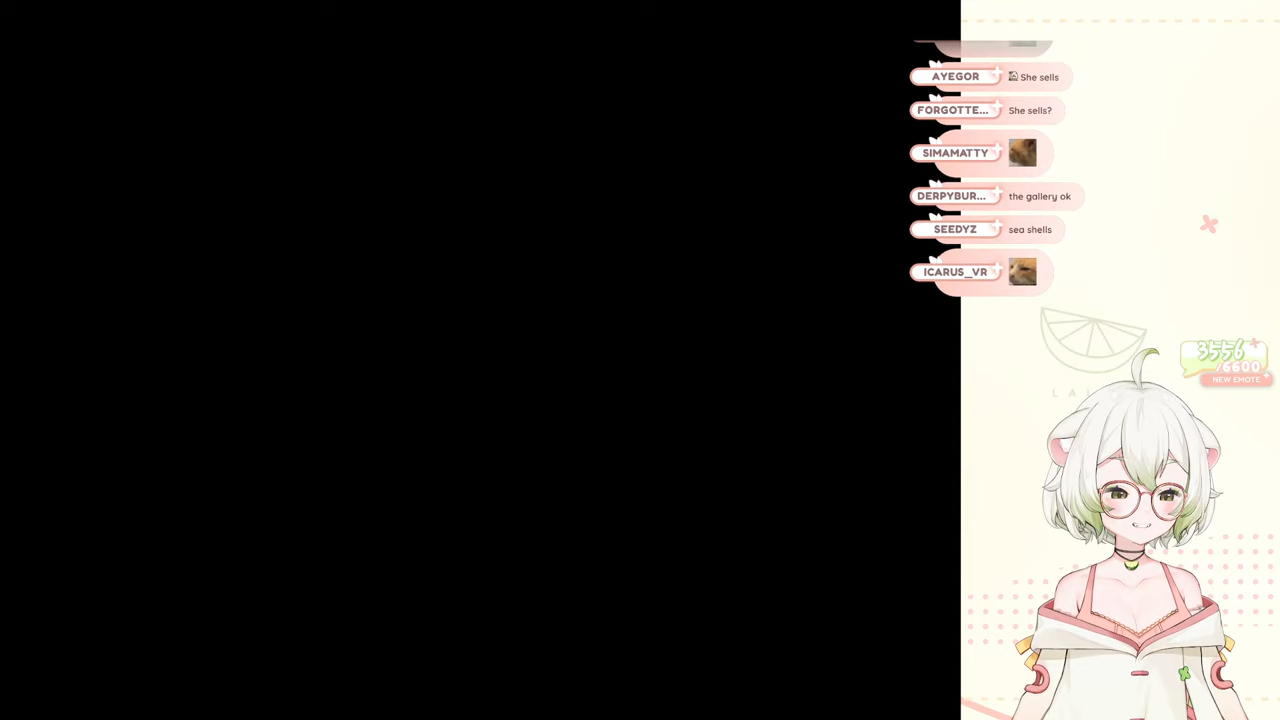 AYEGOR She sells
FORGOTTE... She sells?
SIMAMATTY
DERPYBUR... the gallery ok
SEEDYZ sea shells
ICARUS_VR
3556
/6600
NEW EMOTE